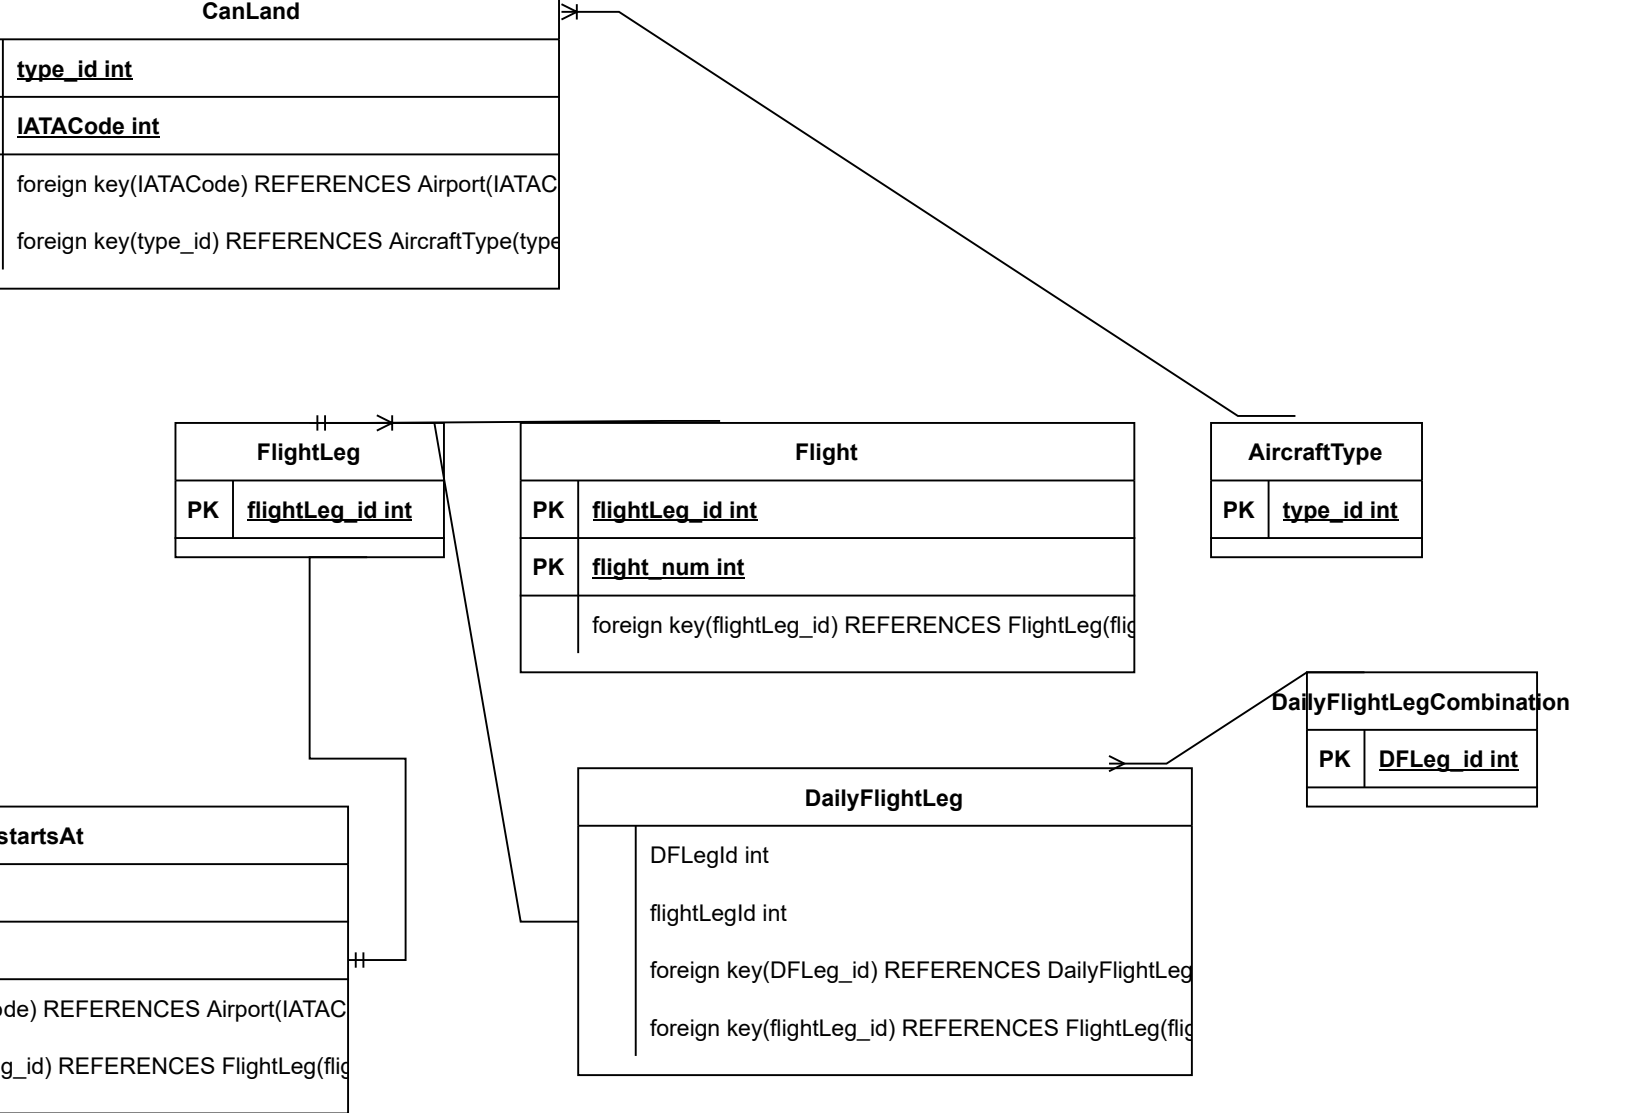 CanLand
type_id int
IATACode int
foreign key(IATACode) REFERENCES Airport(IATAC
foreign key(type_id) REFERENCES AircraftType(type
FlightLeg
PK flightLeg_id int
Flight
PK flightLeg_id int
PK flight_num int
foreign key(flightLeg_id) REFERENCES FlightLeg(flig
AircraftType
PK type_id int
DailyFlightLegCombination
PK DFLeg_id int
DailyFlightLeg
DFLegId int
flightLegId int
foreign key(DFLeg_id) REFERENCES DailyFlightLeg
foreign key(flightLeg_id) REFERENCES FlightLeg(flig
startsAt
ode) REFERENCES Airport(IATAC
g_id) REFERENCES FlightLeg(flig